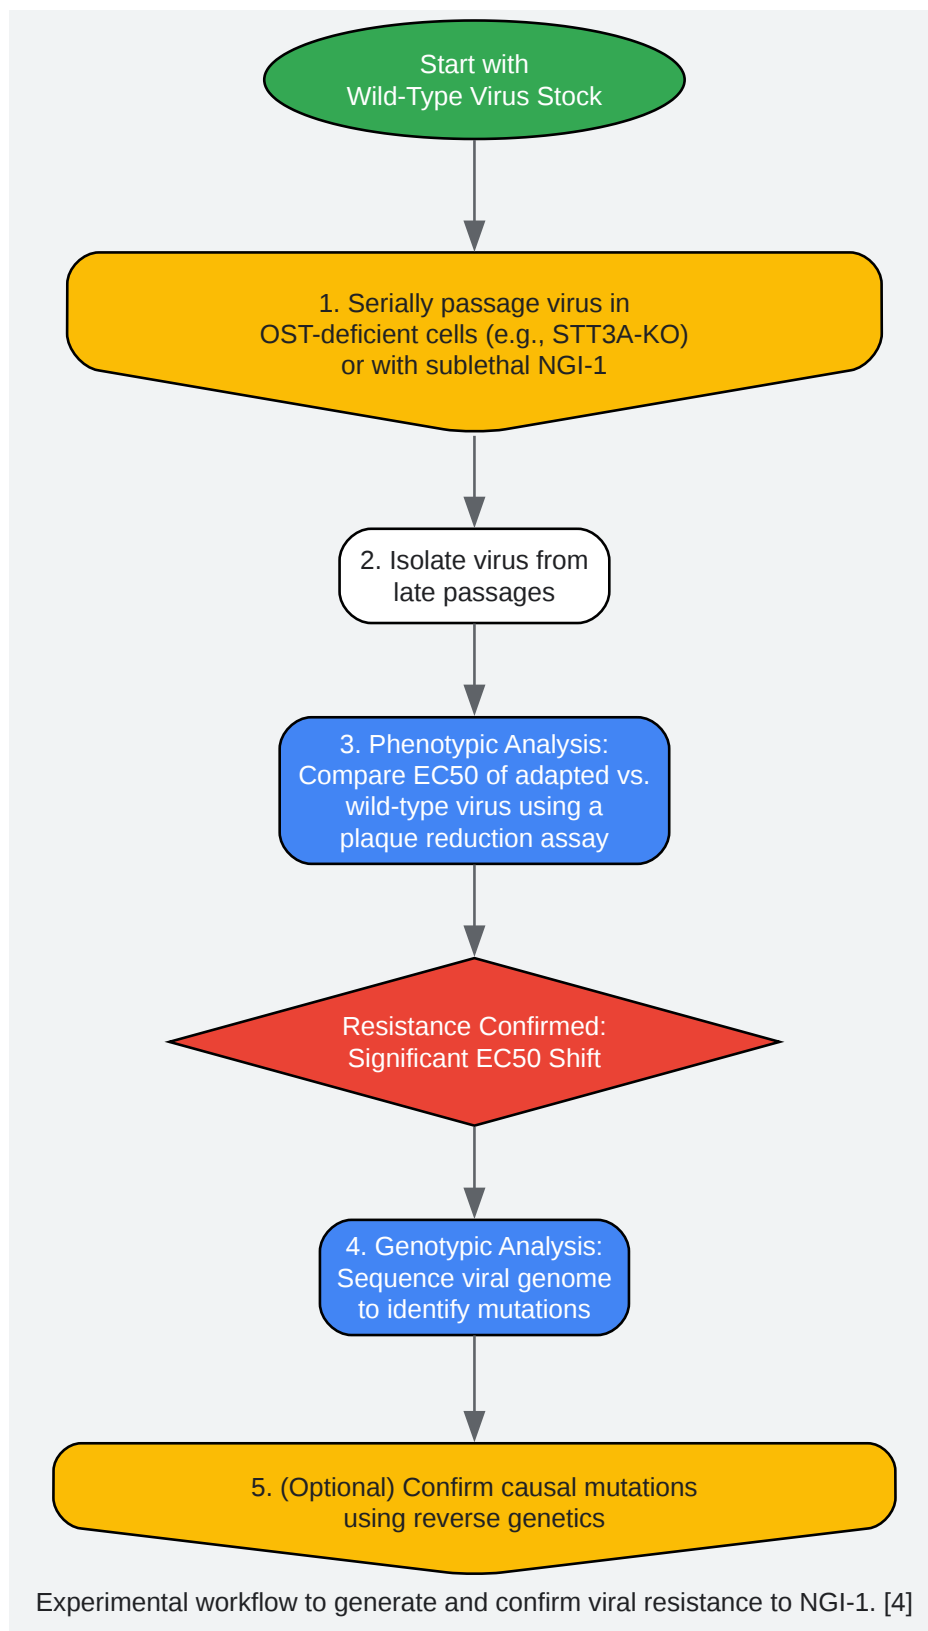 Start with
Wild-Type Virus Stock
1. Serially passage virus in
OST-deficient cells (e.g., STT3A-KO)
or with sublethal NGI-1
2. Isolate virus from
late passages
3. Phenotypic Analysis:
Compare EC50 of adapted vs.
wild-type virus using a
plaque reduction assay
Resistance Confirmed:
Significant EC50 Shift
4. Genotypic Analysis:
Sequence viral genome
to identify mutations
5. (Optional) Confirm causal mutations
using reverse genetics
Experimental workflow to generate and confirm viral resistance to NGI-1. [4]